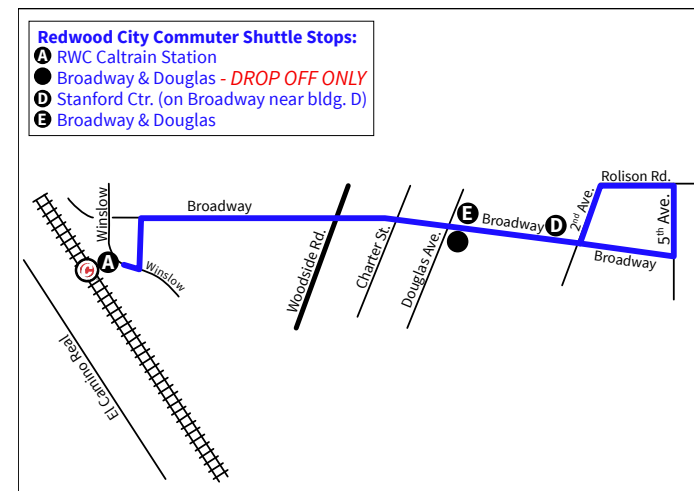 Redwood City Commuter Shuttle Stops:
A RWC Caltrain Station
Broadway & Douglas - DROP OFF ONLY
D Stanford Ctr. (on Broadway near bldg. D)
E Broadway & Douglas
Rolison Rd.
Winslow
Broadway
2nd Ave.
5th Ave.
E
Broadway
D
Woodside Rd.
Charter St.
Douglas Ave.
Broadway
A
Winslow
C
El Camino Real